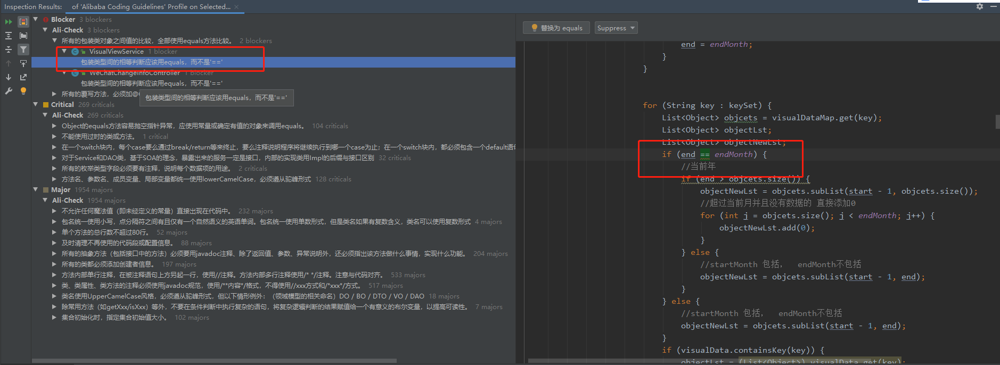 Inspection Results: of 'Alibaba Coding Guidelines' Profile on Selected...
Blocker 3 blockers
Ali-Check 3 blockers
所有的包装类对象之间值的比较，全部使用equals方法比较。 2 blockers
VisualViewService 1 blocker
包装类型间的相等判断应该用equals，而不是'=='
WeChatChangeInfoController 1 blocker
包装类型间的相等判断应该用equals，而不是'=='
所有的覆写方法，必须加@
包装类型间的相等判断应该用equals，而不是'=='
Critical 269 criticals
Ali-Check 269 criticals
Object的equals方法容易抛空指针异常，应使用常量或确定有值的对象来调用equals。 104 criticals
不能使用过时的类或方法。 1 critical
在一个switch块内，每个case要么通过break/return等来终止，要么注释说明程序将继续执行到哪一个case为止；在一个switch块内，都必须包含一个default语
对于Service和DAO类，基于SOA的理念，暴露出来的服务一定是接口，内部的实现类用Impl的后缀与接口区别 32 criticals
所有的枚举类型字段必须要有注释，说明每个数据项的用途。 2 criticals
方法名、参数名、成员变量、局部变量都统一使用lowerCamelCase，必须遵从驼峰形式 128 criticals
Major 1954 majors
Ali-Check 1954 majors
不允许任何魔法值（即未经定义的常量）直接出现在代码中。 232 majors
包名统一使用小写，点分隔符之间有且仅有一个自然语义的英语单词。包名统一使用单数形式，但是类名如果有复数含义，类名可以使用复数形式 4 majors
单个方法的总行数不超过80行。 52 majors
及时清理不再使用的代码段或配置信息。 88 majors
所有的抽象方法（包括接口中的方法）必须要用javadoc注释、除了返回值、参数、异常说明外，还必须指出该方法做什么事情，实现什么功能。 204 majors
所有的类都必须添加创建者信息。 197 majors
方法内部单行注释，在被注释语句上方另起一行，使用//注释。方法内部多行注释使用/* */注释。注意与代码对齐。 533 majors
类、类属性、类方法的注释必须使用javadoc规范，使用/**内容*/格式，不得使用//xxx方式和/*xxx*/方式。 517 majors
类名使用UpperCamelCase风格，必须遵从驼峰形式，但以下情形例外：（领域模型的相关命名）DO / BO / DTO / VO / DAO 18 majors
除常用方法（如getXxx/isXxx）等外，不要在条件判断中执行复杂的语句，将复杂逻辑判断的结果赋值给一个有意义的布尔变量，以提高可读性。 7 majors
集合初始化时，指定集合初始值大小。 102 majors
替换为 equals Suppress
end = endMonth;
}
}
for (String key : keySet) {
List<Object> objcets = visualDataMap.get(key);
List<Object> objectLst;
List<Object> objectNewLst;
if (end == endMonth) {
//当前年
if (end > objcets.size()) {
objectNewLst = objcets.subList(start - 1, objcets.size());
//超过当前月并且没有数据的 直接添加0
for (int j = objcets.size(); j < endMonth; j++) {
objectNewLst.add(0);
}
} else {
//startMonth 包括， endMonth不包括
objectNewLst = objcets.subList(start - 1, end);
}
} else {
//startMonth 包括， endMonth不包括
objectNewLst = objcets.subList(start - 1, end);
}
if (visualData.containsKey(key)) {
objectLst = (List<Object>) visualData.get(key);